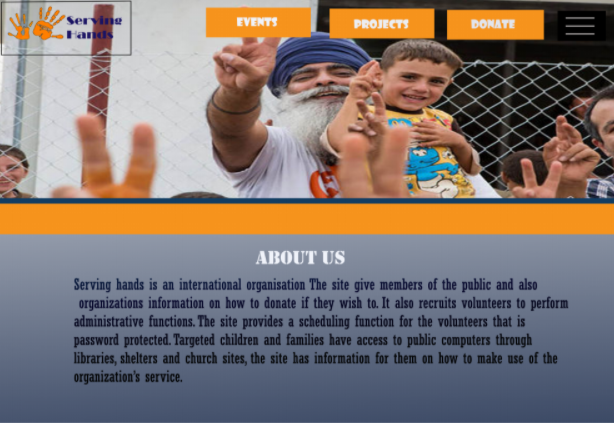 Serving
Hands
EVENTS
PROJECTS
DONATE
ABOUT US
Serving hands is an international organisation The site give members of the public and also
organizations information on how to donate if they wish to. It also recruits volunteers to perform
administrative functions. The site provides a scheduling function for the volunteers that is
password protected. Targeted children and families have access to public computers through
libraries, shelters and church sites, the site has information for them on how to make use of the
organization's service.